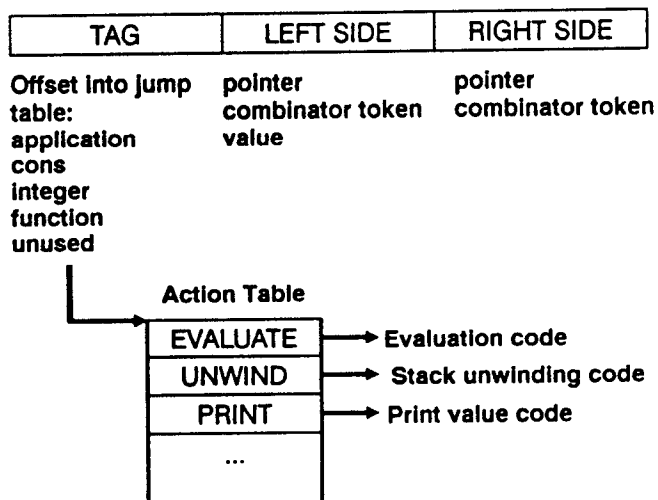 TAG LEFT SIDE RIGHT SIDE
Offset into jump pointer pointer
table: combinator token combinator token
application value
cons
integer
function
unused
Action Table
EVALUATE Evaluation code
UNWIND Stack unwinding code
PRINT Print value code
...